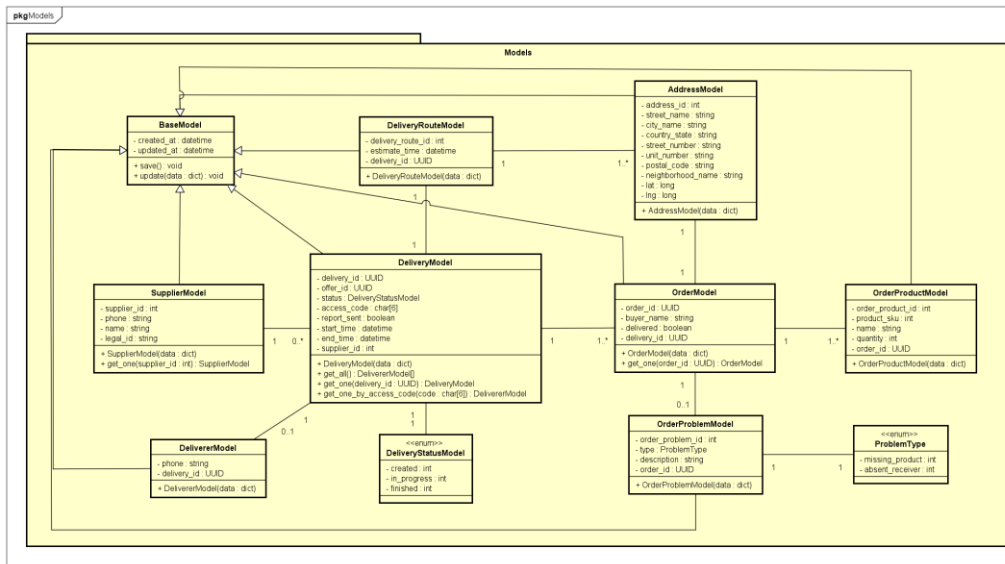 pkg Models
Models
BaseModel
- created_at : datetime
- updated_at : datetime
+ save() : void
+ update(data : dict) : void
DeliveryRouteModel
- delivery_route_id : int
- estimate_time : datetime
- delivery_id : UUID
+ DeliveryRouteModel(data : dict)
1
1..*
1
1
AddressModel
- address_id : int
- street_name : string
- city_name : string
- country_state : string
- street_number : string
- unit_number : string
- postal_code : string
- neighborhood_name : string
- lat : long
- lng : long
+ AddressModel(data : dict)
1
1
SupplierModel
- supplier_id : int
- phone : string
- name : string
- legal_id : string
+ SupplierModel(data : dict)
+ get_one(supplier_id : int) : SupplierModel
1
0..*
DeliveryModel
- delivery_id : UUID
- offer_id : UUID
- status : DeliveryStatusModel
- access_code : char[6]
- report_sent : boolean
- start_time : datetime
- end_time : datetime
- supplier_id : int
+ DeliveryModel(data : dict)
+ get_all() : DelivererModel[]
+ get_one(delivery_id : UUID) : DeliveryModel
+ get_one_by_access_code(code : char[6]) : DelivererModel
1
1..*
OrderModel
- order_id : UUID
- buyer_name : string
- delivered : boolean
- delivery_id : UUID
+ OrderModel(data : dict)
+ get_one(order_id : UUID) : OrderModel
1
1..*
OrderProductModel
- order_product_id : int
- product_sku : int
- name : string
- quantity : int
- order_id : UUID
+ OrderProductModel(data : dict)
1
0..1
1
1
1
0..1
DelivererModel
- phone : string
- delivery_id : UUID
+ DelivererModel(data : dict)
<<enum>>
DeliveryStatusModel
- created : int
- in_progress : int
- finished : int
OrderProblemModel
- order_problem_id : int
- type : ProblemType
- description : string
- order_id : UUID
+ OrderProblemModel(data : dict)
1
1
<<enum>>
ProblemType
- missing_product : int
- absent_receiver : int